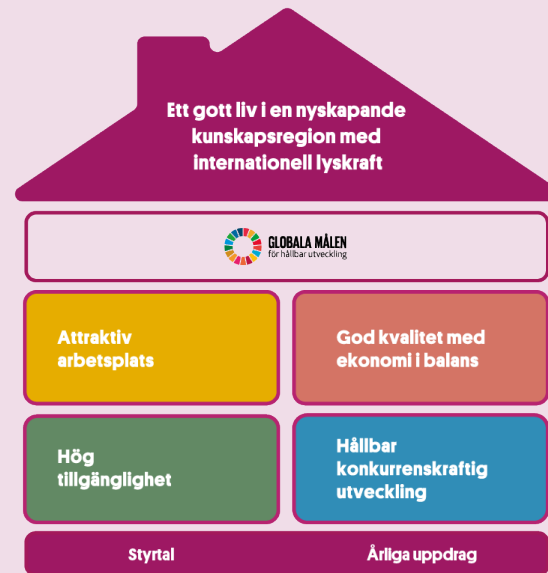 Ett gott liv i en nyskapande
kunskapsregion med
internationell lyskraft
GLOBALA MÅLEN
för hållbar utveckling
Attraktiv
arbetsplats
God kvalitet med
ekonomi i balans
Hög
tillgänglighet
Hållbar
konkurrenskraftig
utveckling
Styrtal
Årliga uppdrag